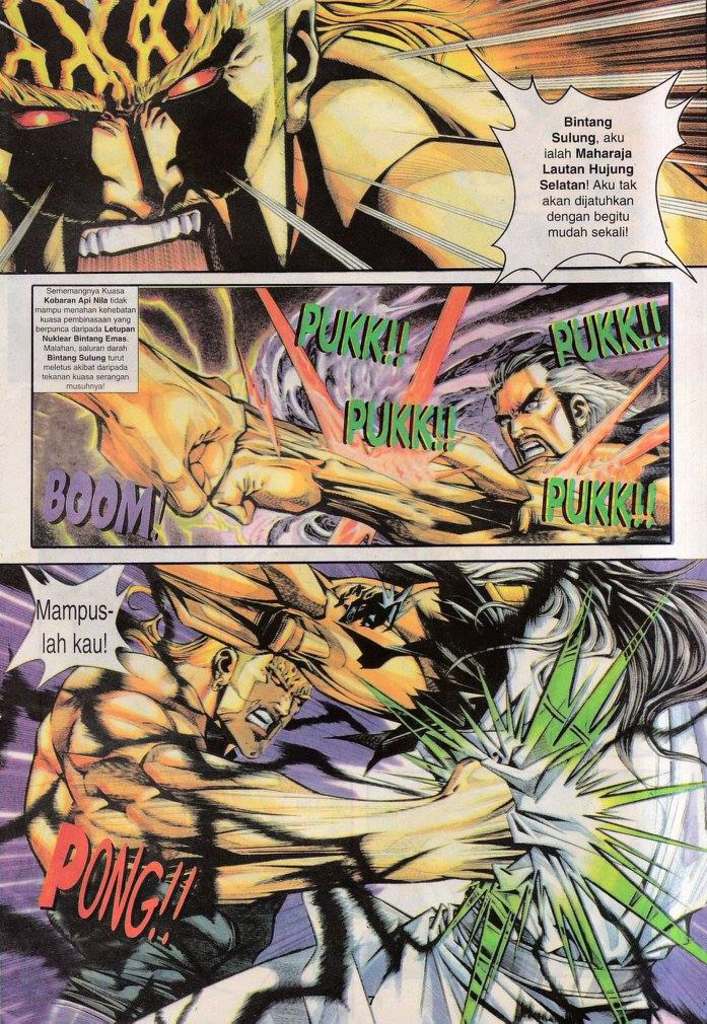 Bintang
Sulung, aku
ialah Maharaja
Lautan Hujung
Selatan! Aku tak
akan dijatuhkan
dengan begitu
mudah sekali!
Sememangnya Kuasa
Kobaran Api Nila tidak
mampu menahan kehebatan
kuasa pembinasaan yang
berpunca daripada Letupan
Nuklear Bintang Emas.
Malahan, saluran darah
Bintang Sulung turut
meletus akibat daripada
tekanan kuasa serangan
musuhnya!
PUKK!!
PUKK!!
PUKK!!
PUKK!!
BOOM!
Mampus-
lah kau!
PONG!!
7